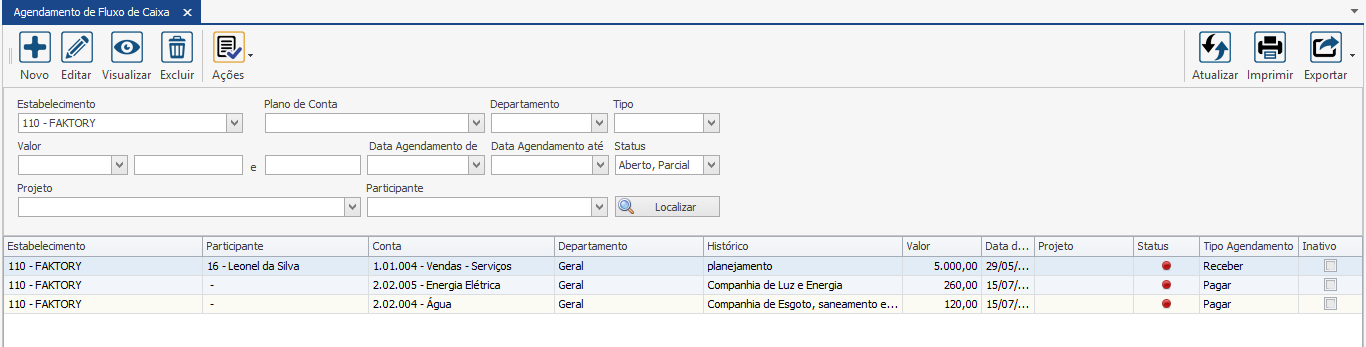 Agendamento de Fluxo de Caixa
Novo Editar Visualizar Excluir Ações Atualizar Imprimir Exportar
Estabelecimento Plano de Conta Departamento Tipo
110 - FAKTORY
Valor Data Agendamento de Data Agendamento até Status
e Aberto, Parcial
Projeto Participante
Localizar
Estabelecimento Participante Conta Departamento Histórico Valor Data d... Projeto Status Tipo Agendamento Inativo
110 - FAKTORY 16 - Leonel da Silva 1.01.004 - Vendas - Serviços Geral planejamento 5.000,00 29/05/... Receber
110 - FAKTORY - 2.02.005 - Energia Elétrica Geral Companhia de Luz e Energia 260,00 15/07/... Pagar
110 - FAKTORY - 2.02.004 - Água Geral Companhia de Esgoto, saneamento e... 120,00 15/07/... Pagar